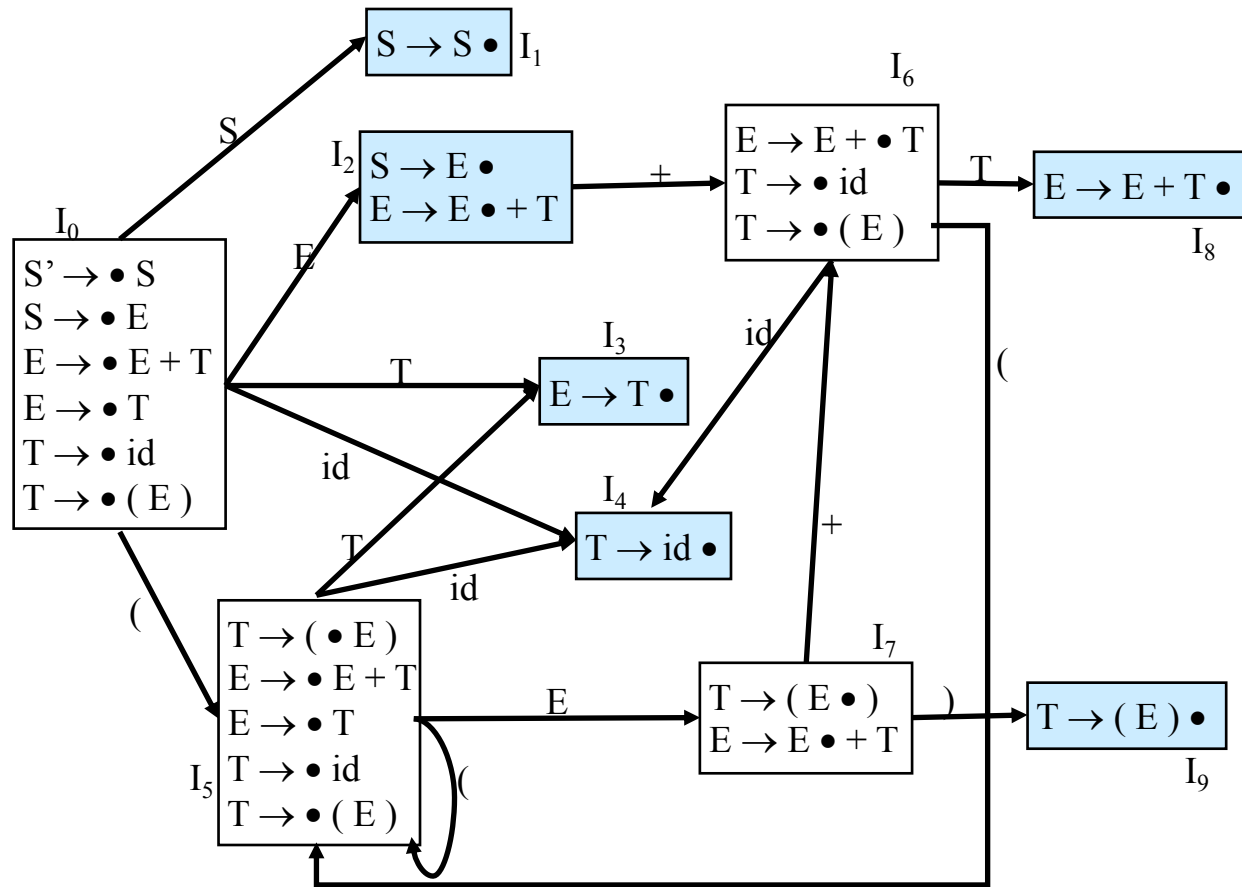 S → S •
I₁
S
I₆
E → E + • T
T → • id
T → • ( E )
I₂
S → E •
E → E • + T
+
T
E → E + T •
I₈
I₀
S’ → • S
S → • E
E → • E + T
E → • T
T → • id
T → • ( E )
E
T
I₃
E → T •
id
(
id
I₄
T → id •
T
id
+
(
I₅
T → ( • E )
E → • E + T
E → • T
T → • id
T → • ( E )
(
E
I₇
T → ( E • )
E → E • + T
)
T → ( E ) •
I₉